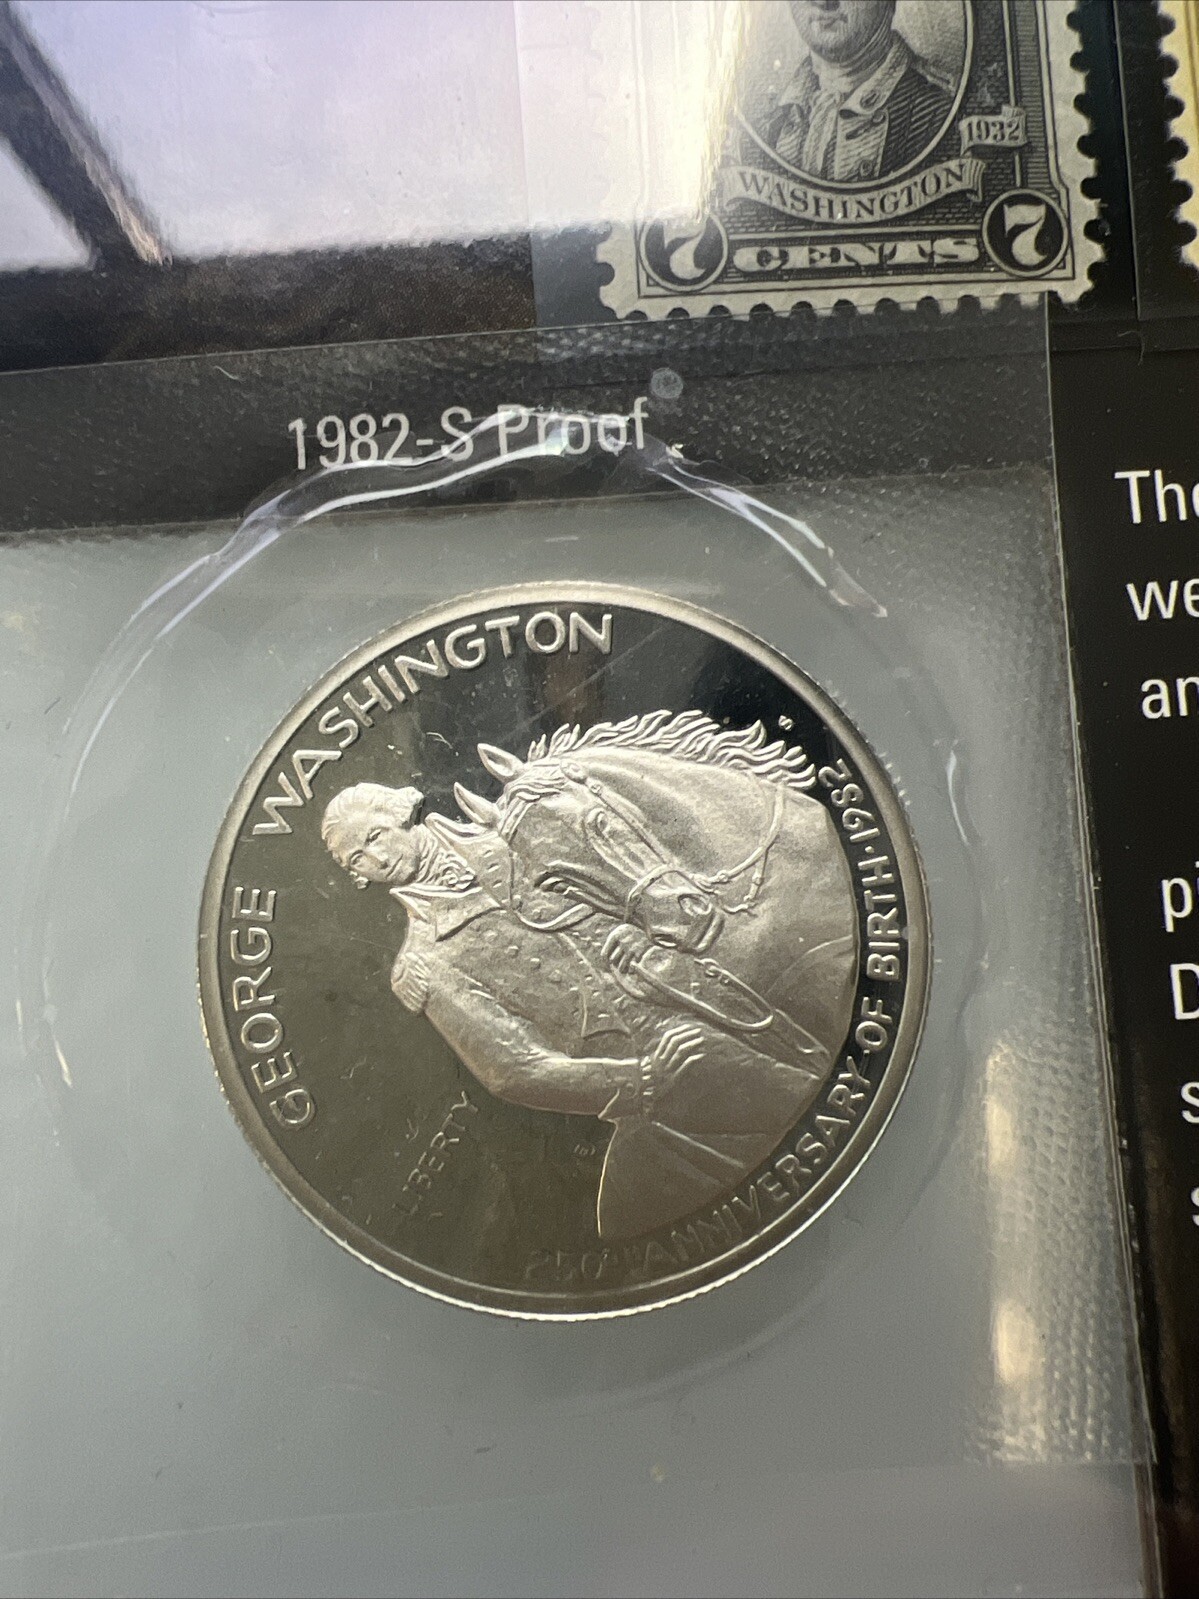 1932
WASHINGTON
7 CENTS 7
1982-S Proof
The
we
an
pi
D
s
s
GEORGE WASHINGTON
S
LIBERTY
250TH ANNIVERSARY OF BIRTH·1982